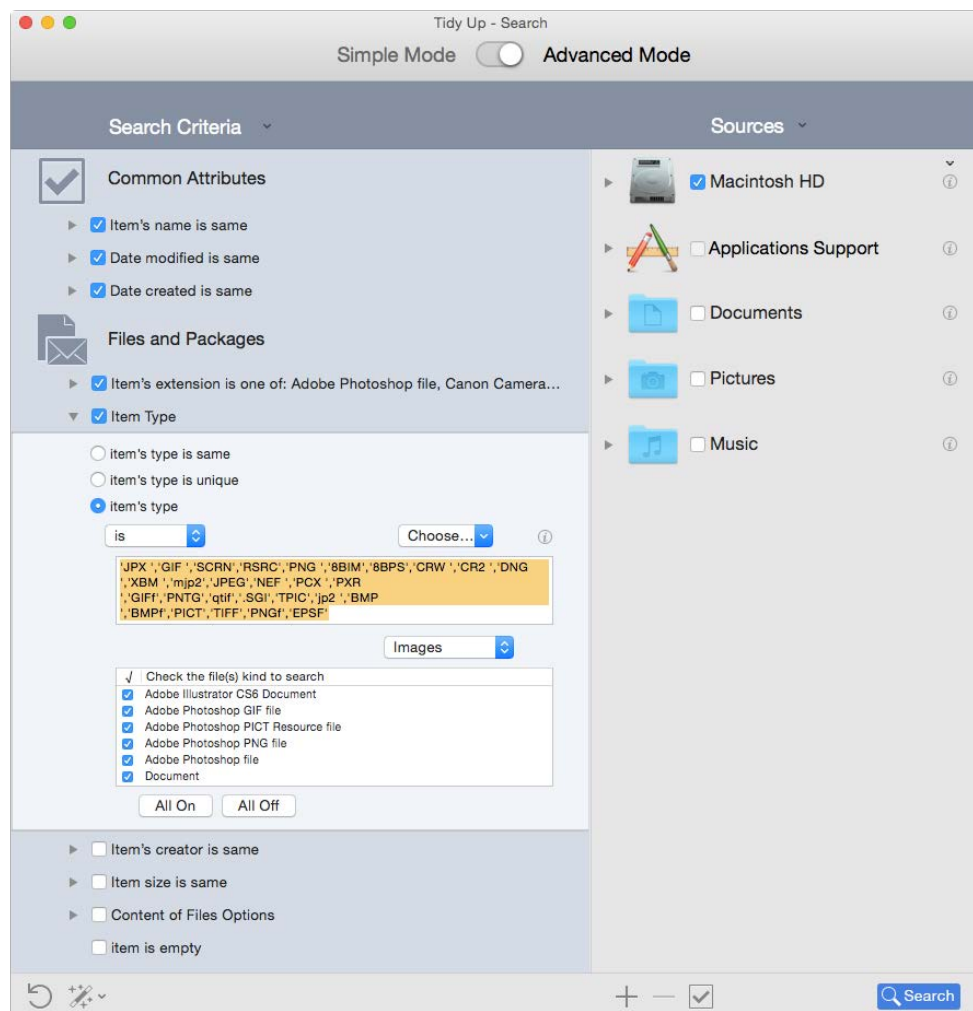 Tidy Up - Search
Simple Mode Advanced Mode
Search Criteria
Sources
Common Attributes
Item's name is same
Date modified is same
Date created is same
Files and Packages
Item's extension is one of: Adobe Photoshop file, Canon Camera...
Item Type
item's type is same
item's type is unique
item's type
is
Choose...
'JPX ','GIF ','SCRN','RSRC','PNG ','8BIM','8BPS','CRW ','CR2 ','DNG
','XBM ','mjp2','JPEG','NEF ','PCX ','PXR
','GIFf','PNTG','qtif','.SGI','TPIC','jp2 ','BMP
','BMPf','PICT','TIFF','PNGf','EPSF'
Images
√ Check the file(s) kind to search
Adobe Illustrator CS6 Document
Adobe Photoshop GIF file
Adobe Photoshop PICT Resource file
Adobe Photoshop PNG file
Adobe Photoshop file
Document
All On All Off
Item's creator is same
Item size is same
Content of Files Options
item is empty
Macintosh HD
Applications Support
Documents
Pictures
Music
Search